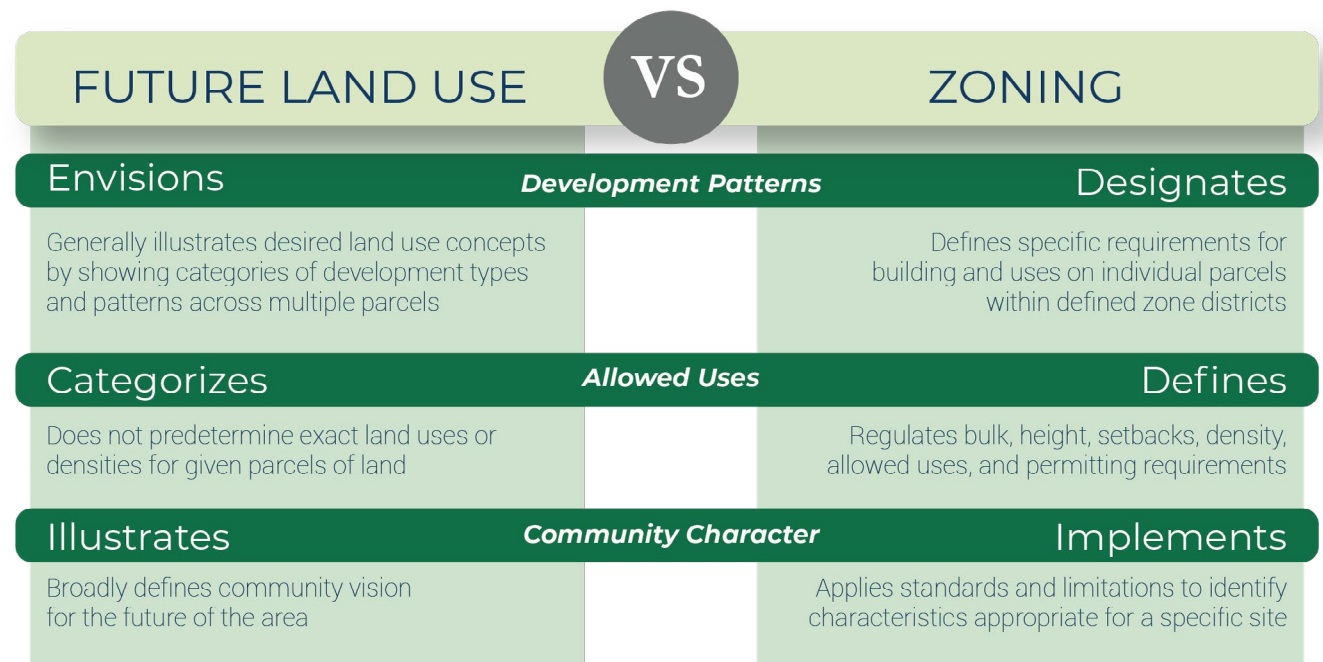 FUTURE LAND USE
VS
ZONING
Envisions
Development Patterns
Designates
Generally illustrates desired land use concepts
by showing categories of development types
and patterns across multiple parcels
Defines specific requirements for
building and uses on individual parcels
within defined zone districts
Categorizes
Allowed Uses
Defines
Does not predetermine exact land uses or
densities for given parcels of land
Regulates bulk, height, setbacks, density,
allowed uses, and permitting requirements
Illustrates
Community Character
Implements
Broadly defines community vision
for the future of the area
Applies standards and limitations to identify
characteristics appropriate for a specific site